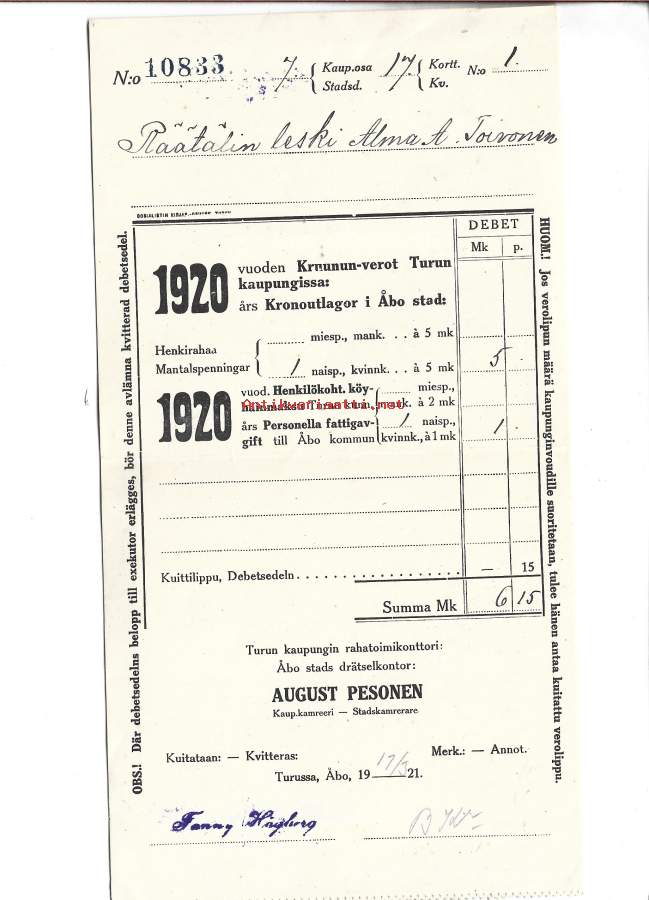 N:o 10833. 7. { Kaup.osa Stadsd. 17 { Kortt. Kv. N:o 1.
Räätälin leski Alma A. Toivonen
DEBET
Mk p.
1920 vuoden Kruunun-verot Turun
kaupungissa:
års Kronoutlagor i Åbo stad:
Henkirahaa
Mantalspenningar
miesp., mank. . . à 5 mk
1 naisp., kvinnk. . . à 5 mk 5 .
1920 vuod. Henkilökoht. köy-
miesp.,
mank. à 2 mk
års Personella fattigav-
gift till Åbo kommun
1 naisp.,
kvinnk., à 1 mk 1 .
Antikvariaatti.net
Kuittilippu, Debetsedeln . . . . . . . . . . . . . . . . . — 15
Summa Mk 6 15
Turun kaupungin rahatoimikonttori:
Åbo stads drätselkontor:
AUGUST PESONEN
Kaup.kamreeri — Stadskamrerare
Kuitataan: — Kvitteras: Merk.: — Annot.
Turussa, Åbo, 19 17/3 21.
Fanny Högborg
OBS.! Där debetsedelns belopp till exekutor erlägges, bör denne avlämna kvitterad debetsedel.
HUOM.! Jos verolipun määrä kaupunginvoudille suoritetaan, tulee hänen antaa kuitattu verolippu.